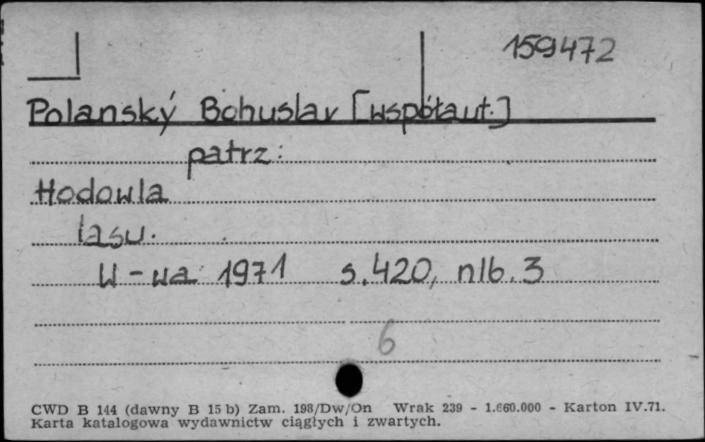 159472
Polanský Bohuslav [współaut.]
patrz:
Hodowla
lasu.
W-wa 1971 s. 420, nlb. 3
6
CWD B 144 (dawny B 15 b) Zam. 198/Dw/On Wrak 239 - 1.660.000 - Karton IV.71.
Karta katalogowa wydawnictw ciągłych i zwartych.